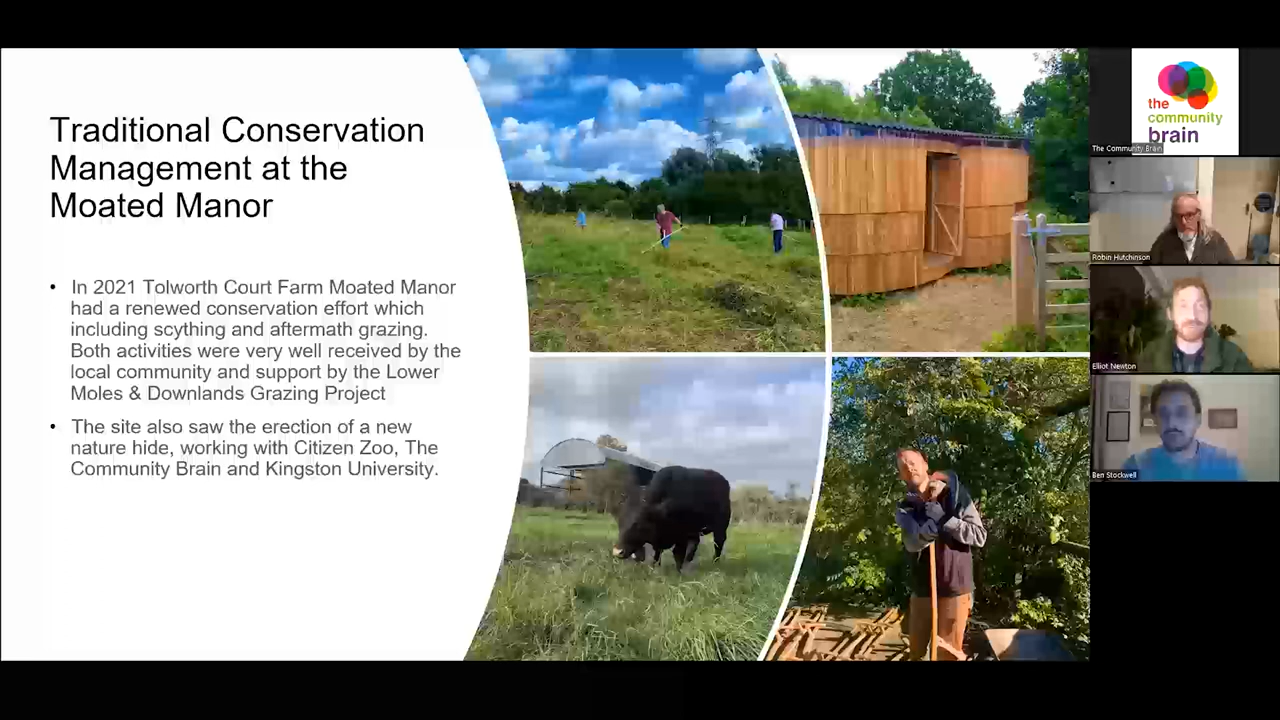 Traditional Conservation
Management at the
Moated Manor
• In 2021 Tolworth Court Farm Moated Manor
had a renewed conservation effort which
including scything and aftermath grazing.
Both activities were very well received by the
local community and support by the Lower
Moles & Downlands Grazing Project
• The site also saw the erection of a new
nature hide, working with Citizen Zoo, The
Community Brain and Kingston University.
the
community
brain
The Community Brain
Robin Hutchinson
Elliot Newton
Ben Stockwell